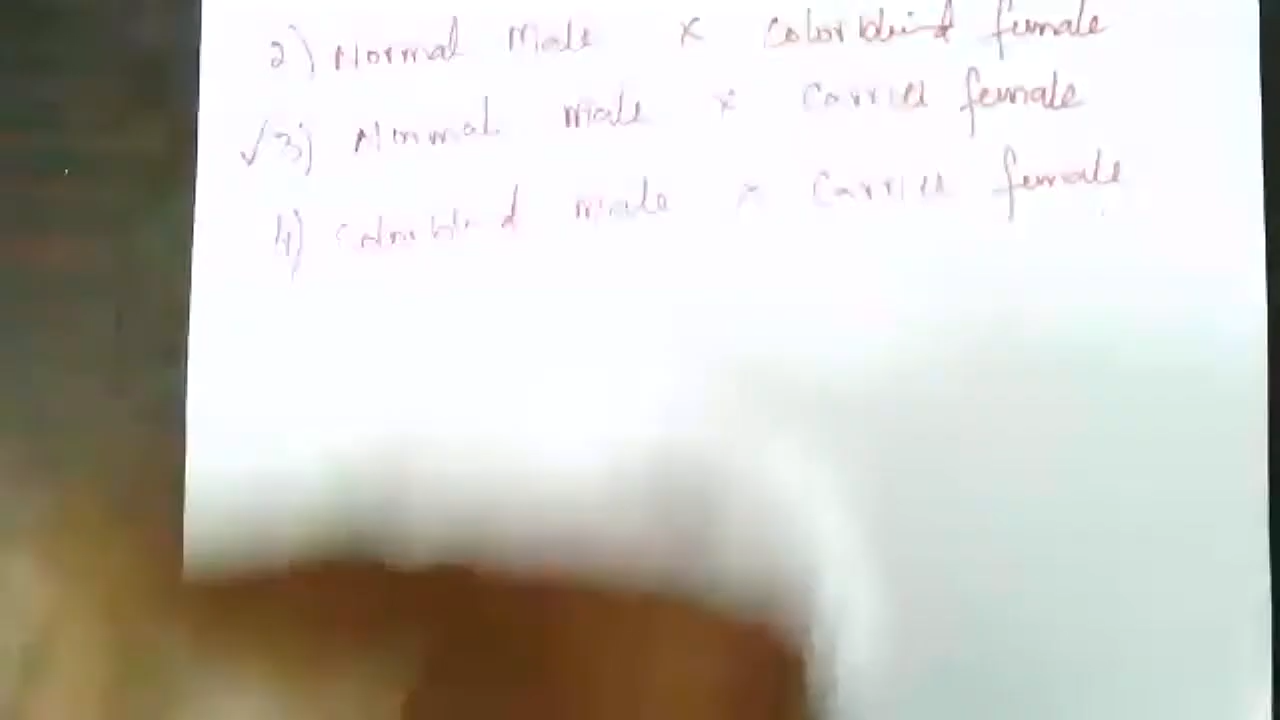 2) Normal Male x Colorblind female
✓3) Normal male x Carrier female
4) Colorblind male x Carrier female